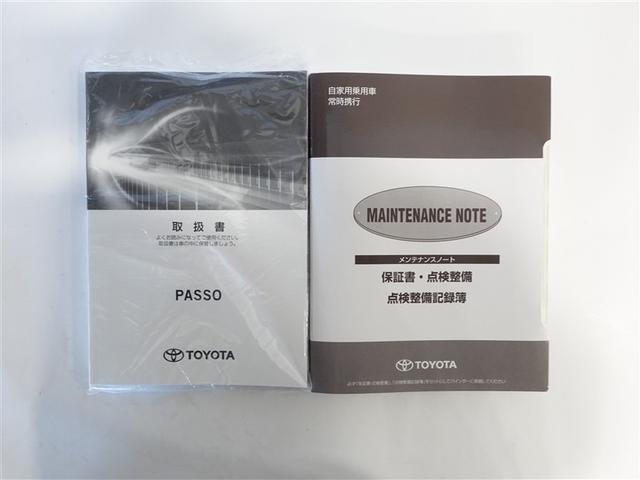 取扱書
よくお読みになってご使用ください。
取扱書は車の中に保管しましょう。
PASSO
TOYOTA
自家用乗用車
常時携行
MAINTENANCE NOTE
メンテナンスノート
保証書・点検整備
点検整備記録簿
TOYOTA